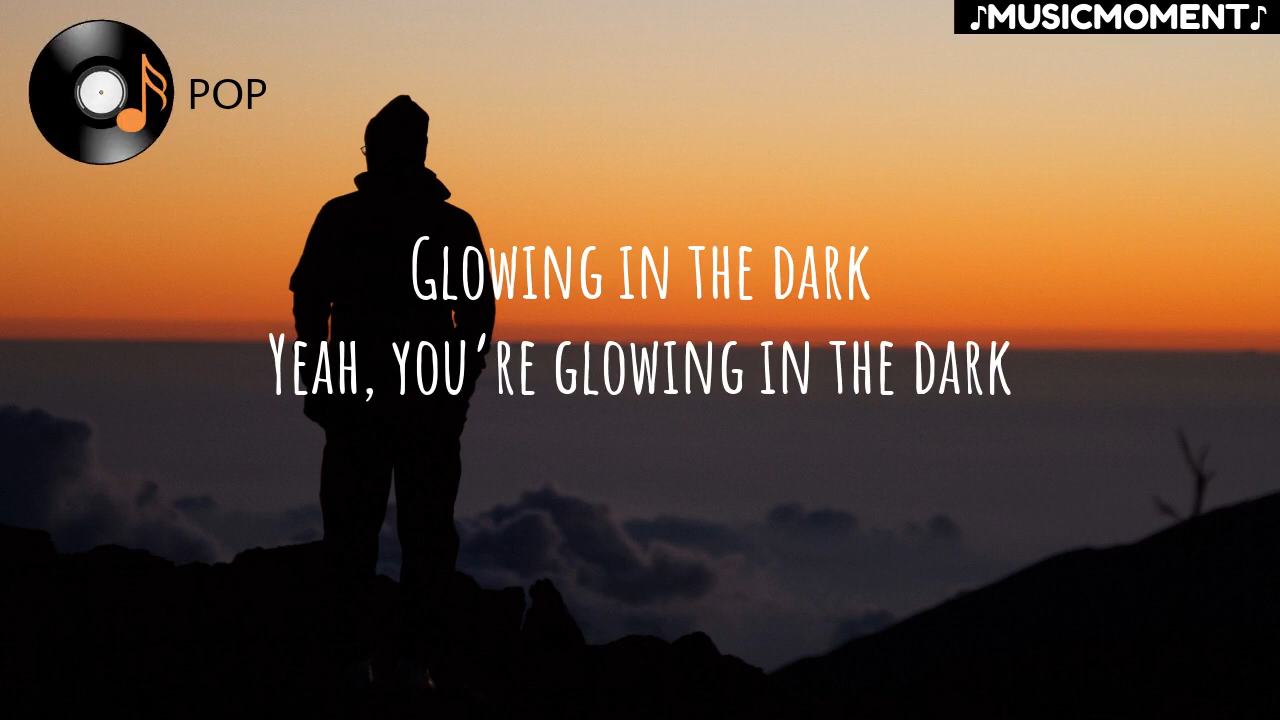 ♪MUSICMOMENT♪
POP
Glowing in the dark
Yeah, you're glowing in the dark